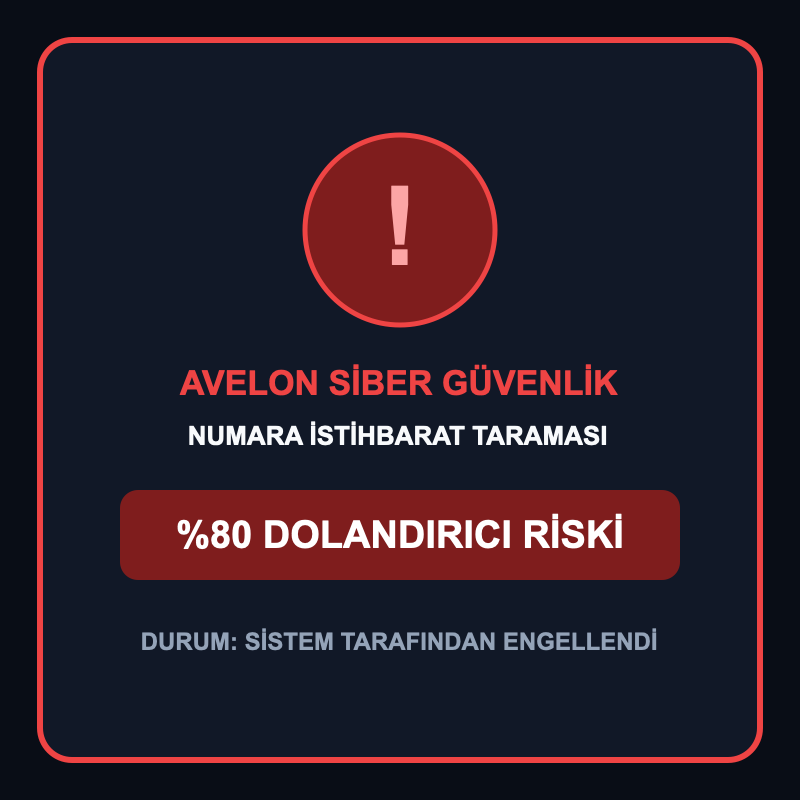 !
AVELON SİBER GÜVENLİK
NUMARA İSTİHBARAT TARAMASI
%80 DOLANDIRICI RİSKİ
DURUM: SİSTEM TARAFINDAN ENGELLENDİ